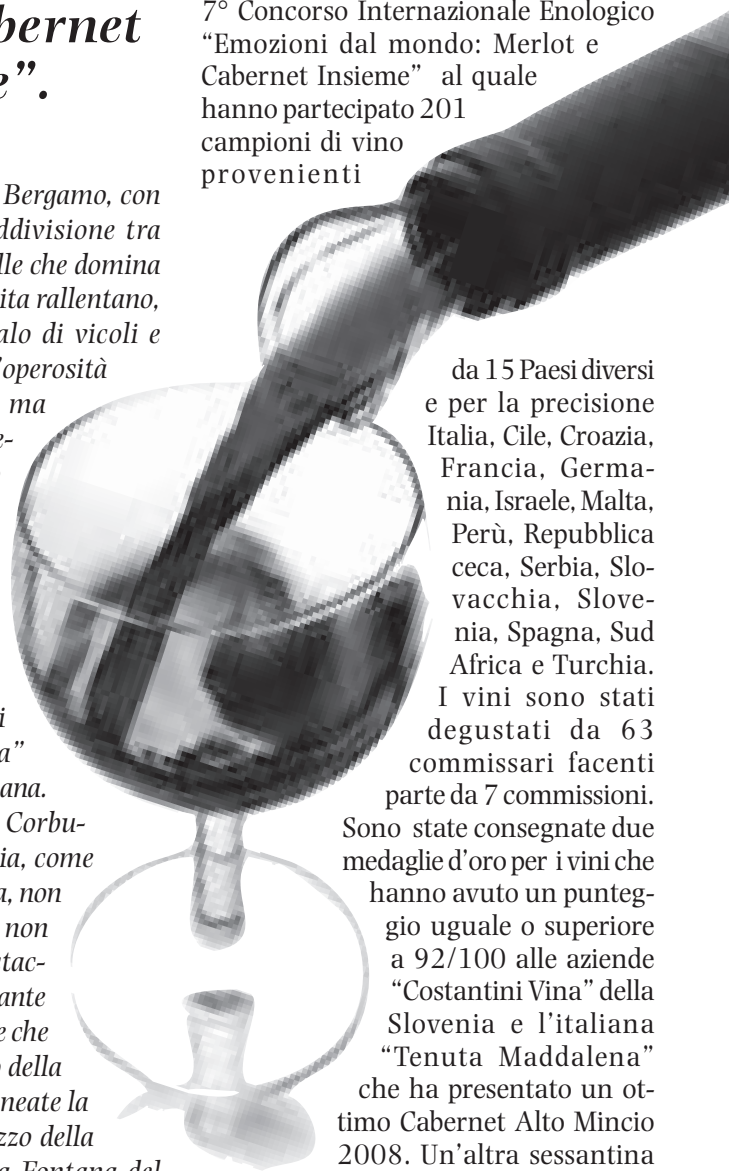 bernet
e”.
Bergamo, con
ddivisione tra
lle che domina
ita rallentano,
alo di vicoli e
’operosità
ma
e-
i
a”
ana.
Corbu-
ia, come
a, non
non
tac-
ante
e che
della
neate la
zzo della
a Fontana del
7° Concorso Internazionale Enologico
“Emozioni dal mondo: Merlot e
Cabernet Insieme” al quale
hanno partecipato 201
campioni di vino
provenienti
da 15 Paesi diversi
e per la precisione
Italia, Cile, Croazia,
Francia, Germa-
nia, Israele, Malta,
Perù, Repubblica
ceca, Serbia, Slo-
vacchia, Slove-
nia, Spagna, Sud
Africa e Turchia.
I vini sono stati
degustati da 63
commissari facenti
parte da 7 commissioni.
Sono state consegnate due
medaglie d’oro per i vini che
hanno avuto un punteg-
gio uguale o superiore
a 92/100 alle aziende
“Costantini Vina” della
Slovenia e l’italiana
“Tenuta Maddalena”
che ha presentato un ot-
timo Cabernet Alto Mincio
2008. Un’altra sessantina